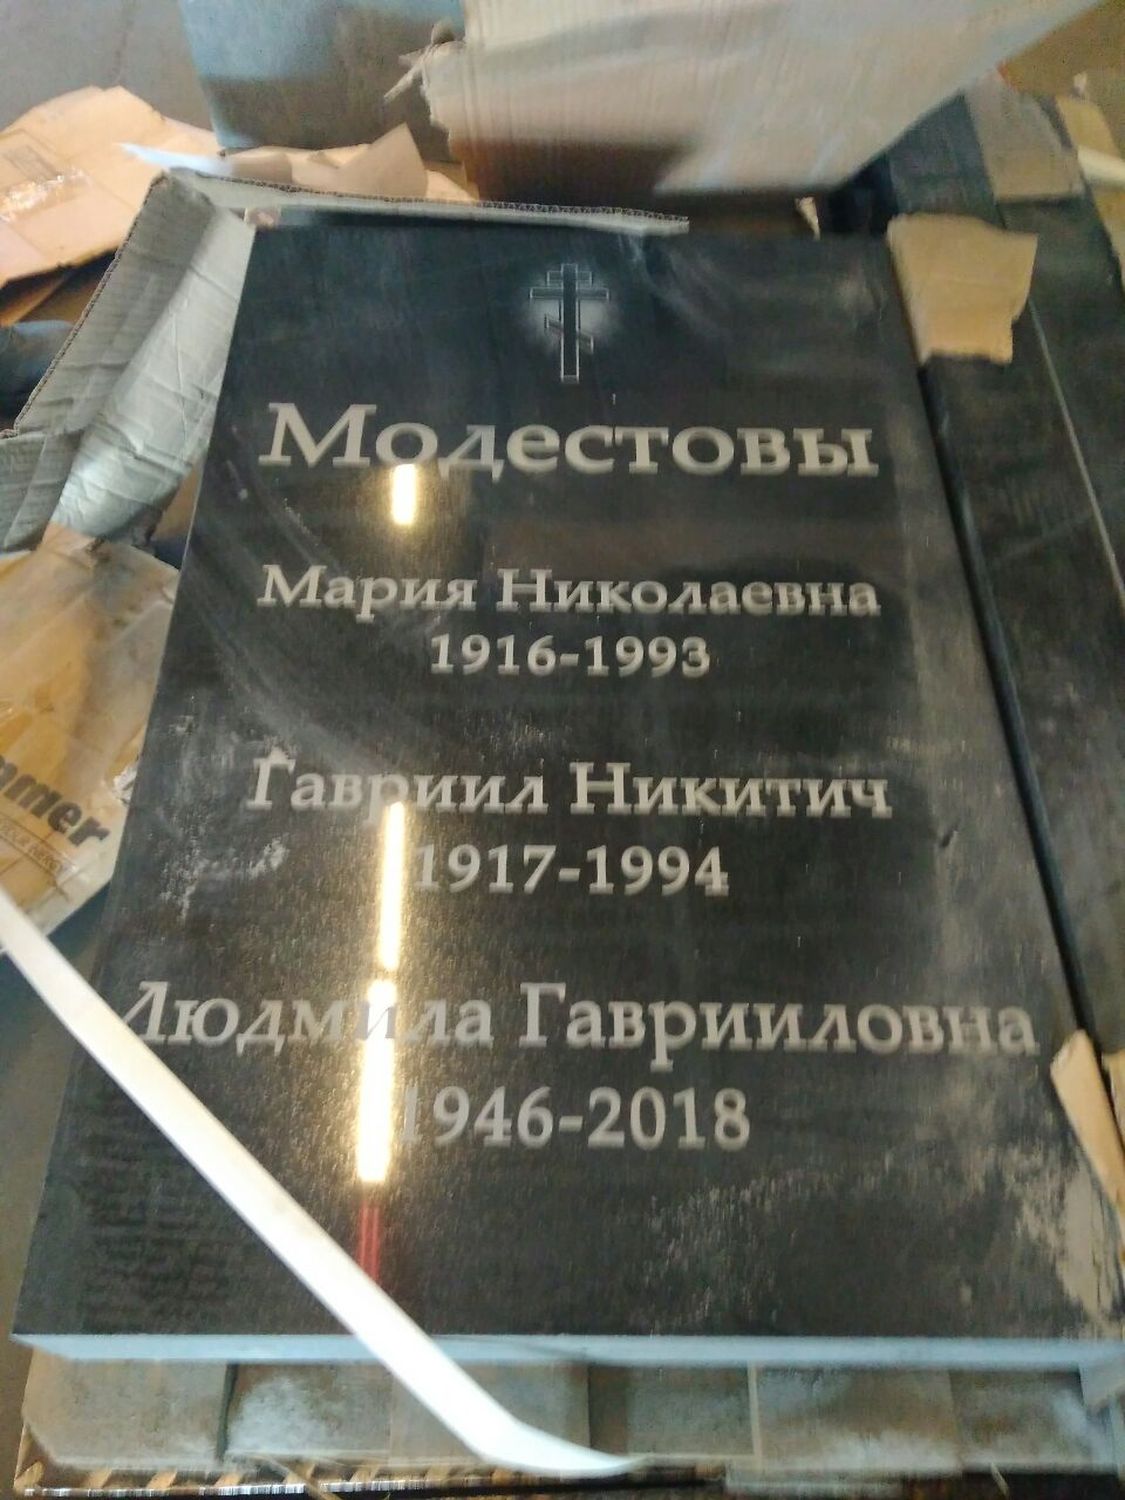 Модестовы
Мария Николаевна
1916-1993
Гавриил Никитич
1917-1994
Людмила Гаврииловна
1946-2018